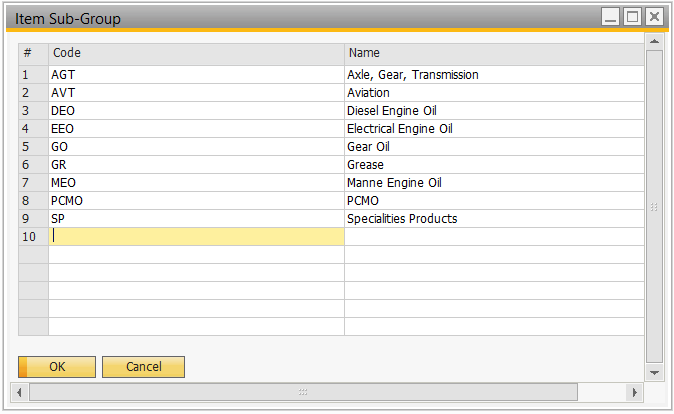 Item Sub-Group
# Code Name
1 AGT Axle, Gear, Transmission
2 AVT Aviation
3 DEO Diesel Engine Oil
4 EEO Electrical Engine Oil
5 GO Gear Oil
6 GR Grease
7 MEO Manne Engine Oil
8 PCMO PCMO
9 SP Specialities Products
10
OK Cancel